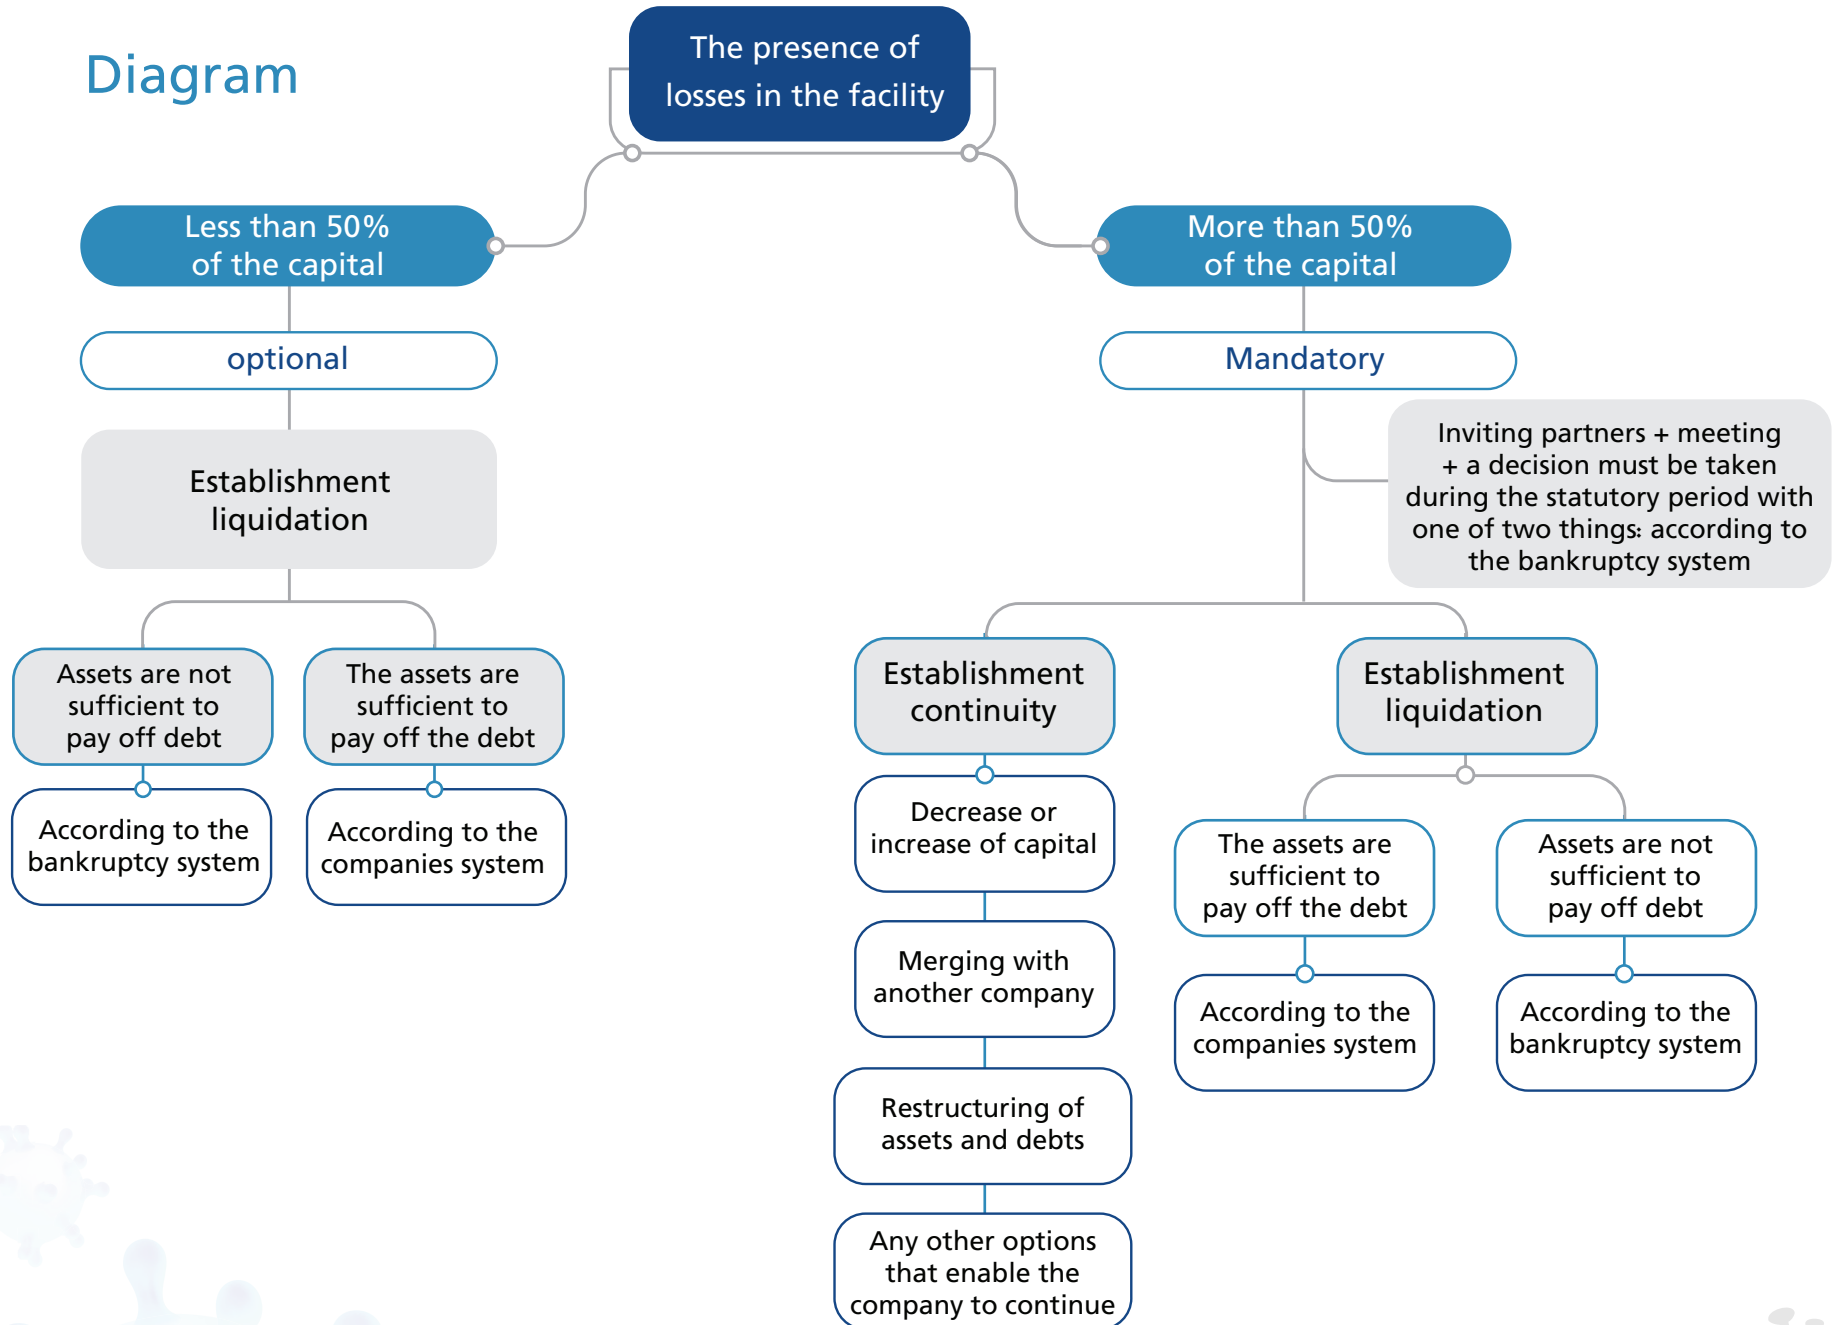 Diagram
The presence of
losses in the facility
Less than 50%
of the capital
More than 50%
of the capital
optional
Mandatory
Establishment
liquidation
Inviting partners + meeting
+ a decision must be taken
during the statutory period with
one of two things: according to
the bankruptcy system
Assets are not
sufficient to
pay off debt
The assets are
sufficient to
pay off the debt
According to the
bankruptcy system
According to the
companies system
Establishment
continuity
Establishment
liquidation
Decrease or
increase of capital
Merging with
another company
Restructuring of
assets and debts
Any other options
that enable the
company to continue
The assets are
sufficient to
pay off the debt
Assets are not
sufficient to
pay off debt
According to the
companies system
According to the
bankruptcy system